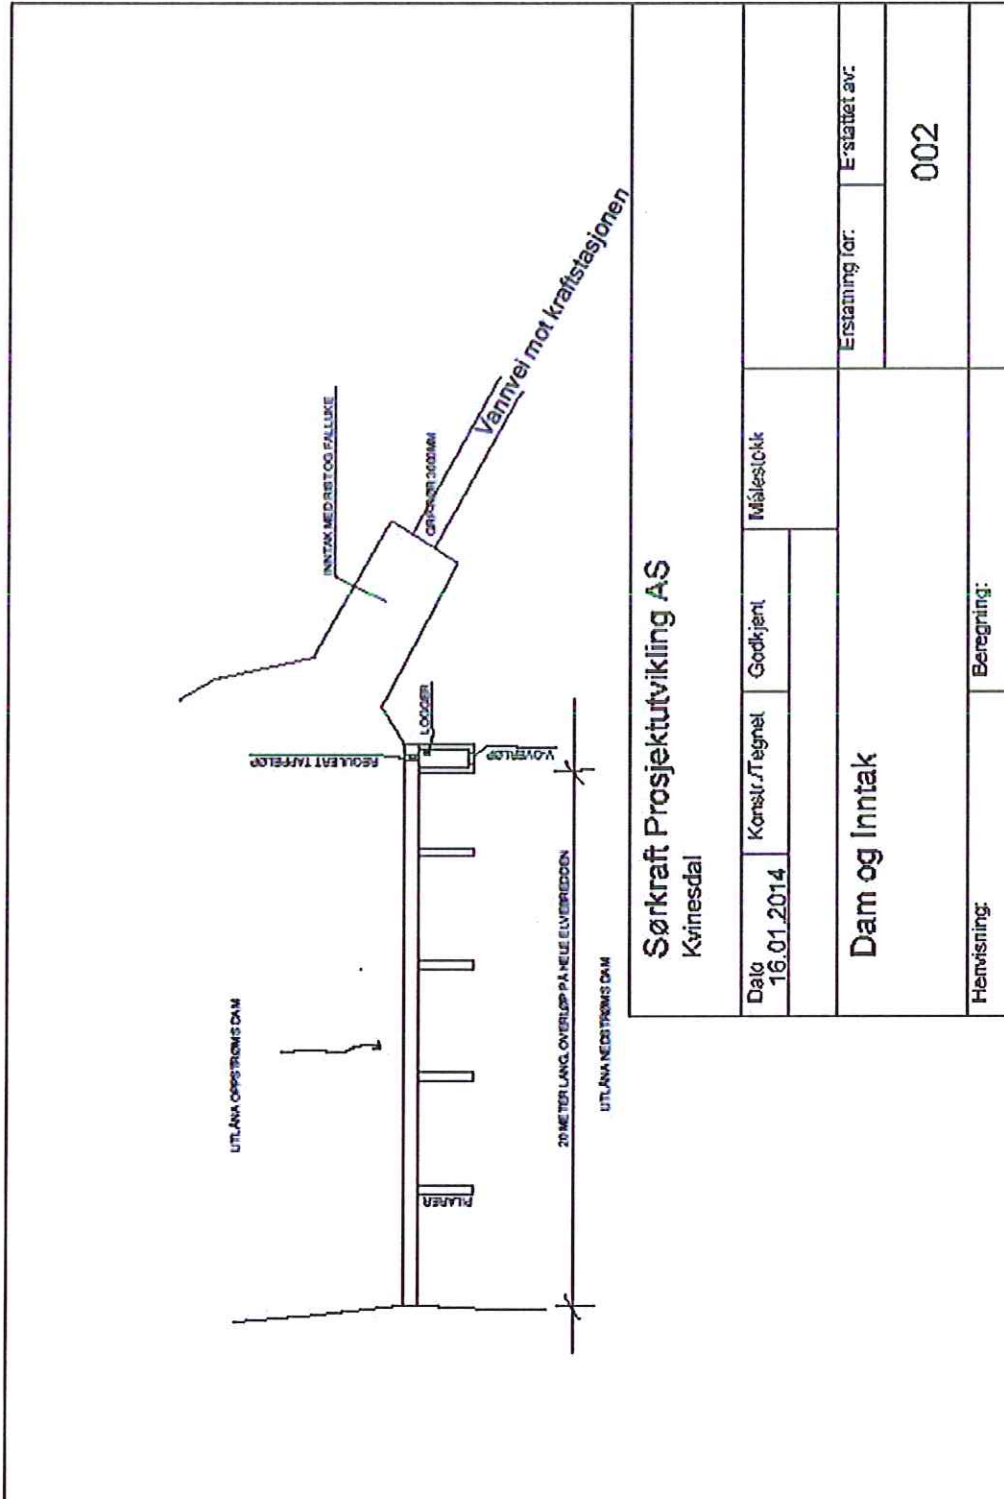 UTLÅNA OPPSTRØMS DAM
INNTAK MED RIST OG FALLUKE
REGULERT TAPPELØP
LOGGER
V-OVERLØP
Vannvei mot kraftstasjonen
PILARER
20 METER LANG, OVERLØP PÅ HELE ELVEBREDDEN
UTLÅNA NEDSTRØMS DAM
Sørkraft Prosjektutvikling AS
Kvinesdal
Dato
16.01.2014
Konstr./Tegnet
Godkjent
Målestokk
Dam og Inntak
Erstatning for:
Erstattet av:
002
Henvisning:
Beregning: